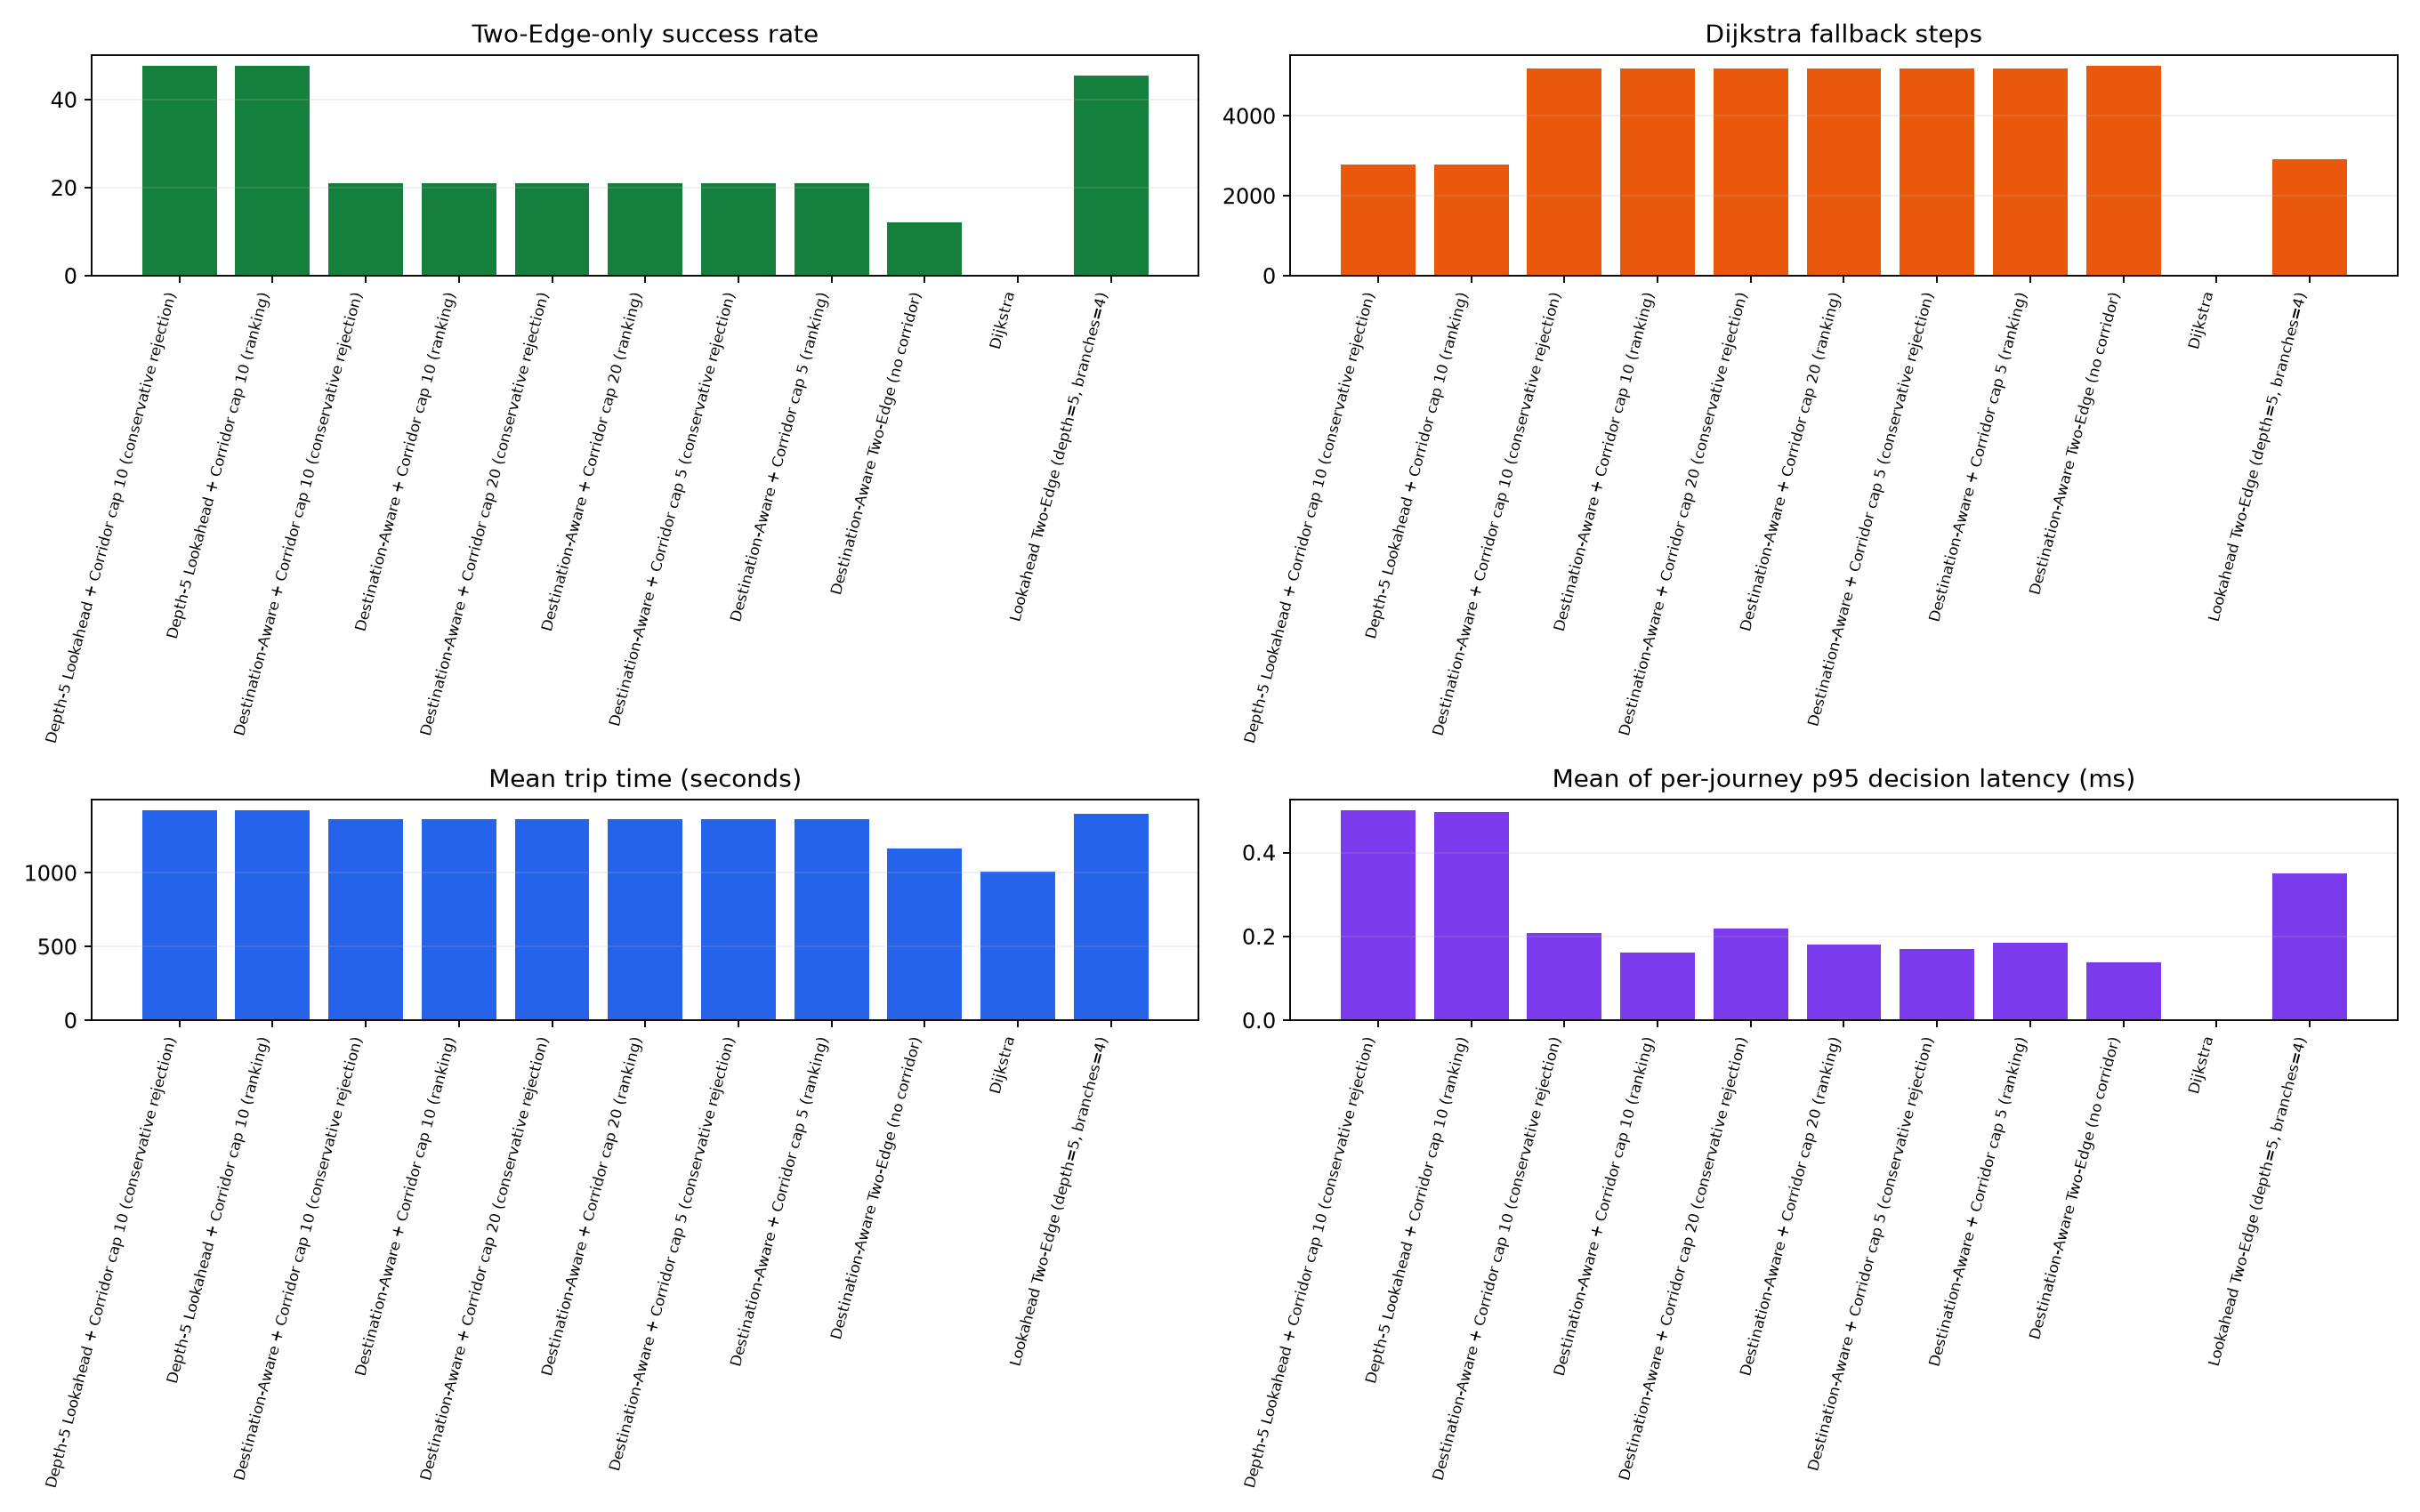 Two-Edge-only success rate
40
20
0
Depth-5 Lookahead + Corridor cap 10 (conservative rejection)
Depth-5 Lookahead + Corridor cap 10 (ranking)
Destination-Aware + Corridor cap 10 (conservative rejection)
Destination-Aware + Corridor cap 10 (ranking)
Destination-Aware + Corridor cap 20 (conservative rejection)
Destination-Aware + Corridor cap 20 (ranking)
Destination-Aware + Corridor cap 5 (conservative rejection)
Destination-Aware + Corridor cap 5 (ranking)
Destination-Aware Two-Edge (no corridor)
Dijkstra
Lookahead Two-Edge (depth=5, branches=4)
Dijkstra fallback steps
4000
2000
0
Depth-5 Lookahead + Corridor cap 10 (conservative rejection)
Depth-5 Lookahead + Corridor cap 10 (ranking)
Destination-Aware + Corridor cap 10 (conservative rejection)
Destination-Aware + Corridor cap 10 (ranking)
Destination-Aware + Corridor cap 20 (conservative rejection)
Destination-Aware + Corridor cap 20 (ranking)
Destination-Aware + Corridor cap 5 (conservative rejection)
Destination-Aware + Corridor cap 5 (ranking)
Destination-Aware Two-Edge (no corridor)
Dijkstra
Lookahead Two-Edge (depth=5, branches=4)
Mean trip time (seconds)
1000
500
0
Depth-5 Lookahead + Corridor cap 10 (conservative rejection)
Depth-5 Lookahead + Corridor cap 10 (ranking)
Destination-Aware + Corridor cap 10 (conservative rejection)
Destination-Aware + Corridor cap 10 (ranking)
Destination-Aware + Corridor cap 20 (conservative rejection)
Destination-Aware + Corridor cap 20 (ranking)
Destination-Aware + Corridor cap 5 (conservative rejection)
Destination-Aware + Corridor cap 5 (ranking)
Destination-Aware Two-Edge (no corridor)
Dijkstra
Lookahead Two-Edge (depth=5, branches=4)
Mean of per-journey p95 decision latency (ms)
0.4
0.2
0.0
Depth-5 Lookahead + Corridor cap 10 (conservative rejection)
Depth-5 Lookahead + Corridor cap 10 (ranking)
Destination-Aware + Corridor cap 10 (conservative rejection)
Destination-Aware + Corridor cap 10 (ranking)
Destination-Aware + Corridor cap 20 (conservative rejection)
Destination-Aware + Corridor cap 20 (ranking)
Destination-Aware + Corridor cap 5 (conservative rejection)
Destination-Aware + Corridor cap 5 (ranking)
Destination-Aware Two-Edge (no corridor)
Dijkstra
Lookahead Two-Edge (depth=5, branches=4)